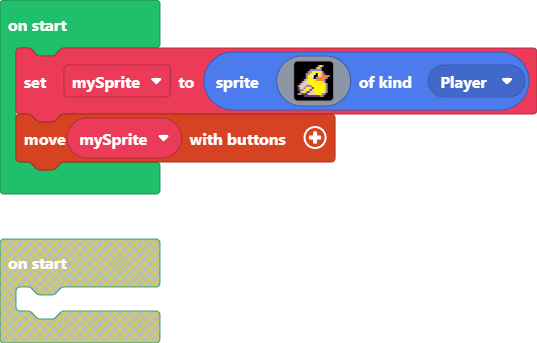 on start
set mySprite to sprite of kind Player
move mySprite with buttons
on start